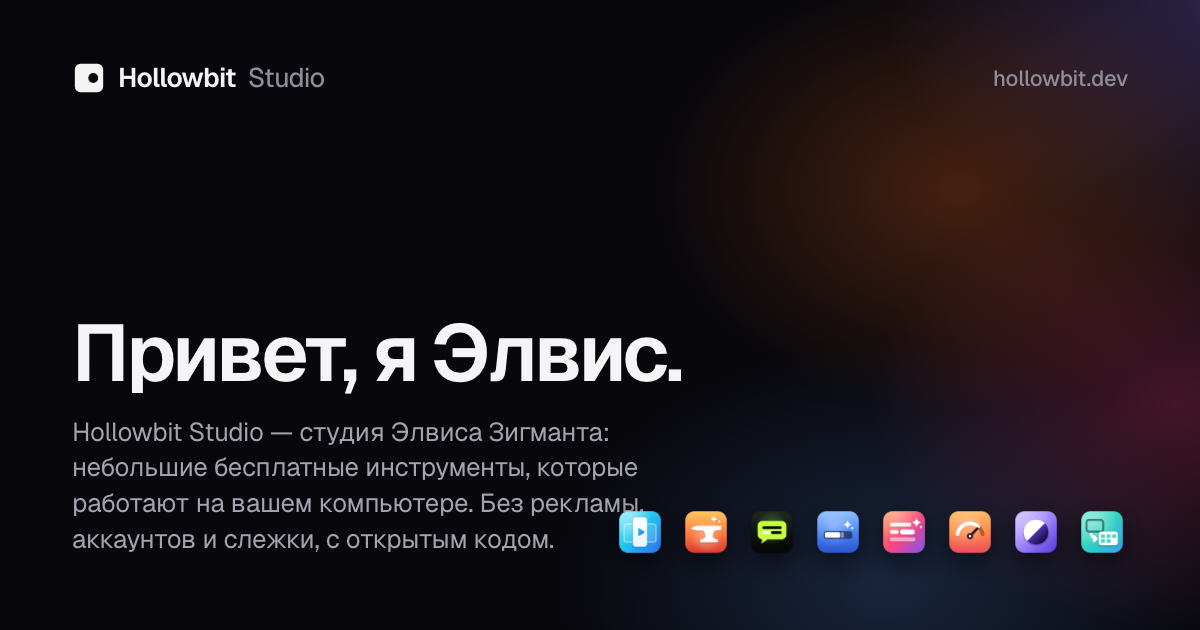 Hollowbit Studio
hollowbit.dev
Привет, я Элвис.
Hollowbit Studio — студия Элвиса Зигманта:
небольшие бесплатные инструменты, которые
работают на вашем компьютере. Без рекламы,
аккаунтов и слежки, с открытым кодом.